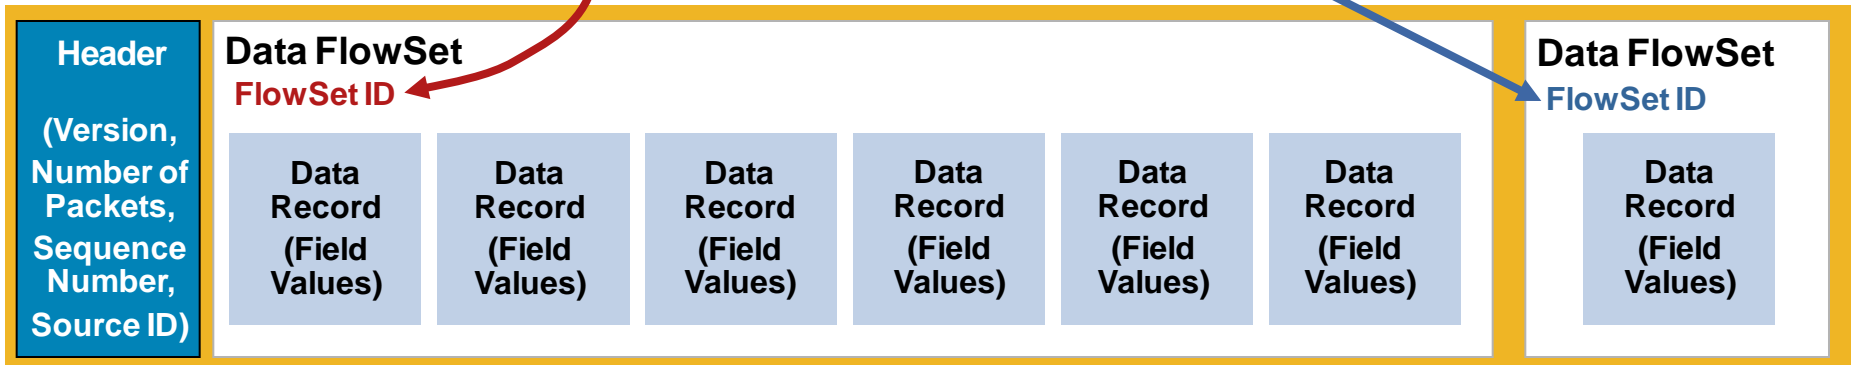 Header
(Version,
Number of
Packets,
Sequence
Number,
Source ID)
Data FlowSet
FlowSet ID
Data
Record
(Field
Values)
Data
Record
(Field
Values)
Data
Record
(Field
Values)
Data
Record
(Field
Values)
Data
Record
(Field
Values)
Data
Record
(Field
Values)
Data FlowSet
FlowSet ID
Data
Record
(Field
Values)